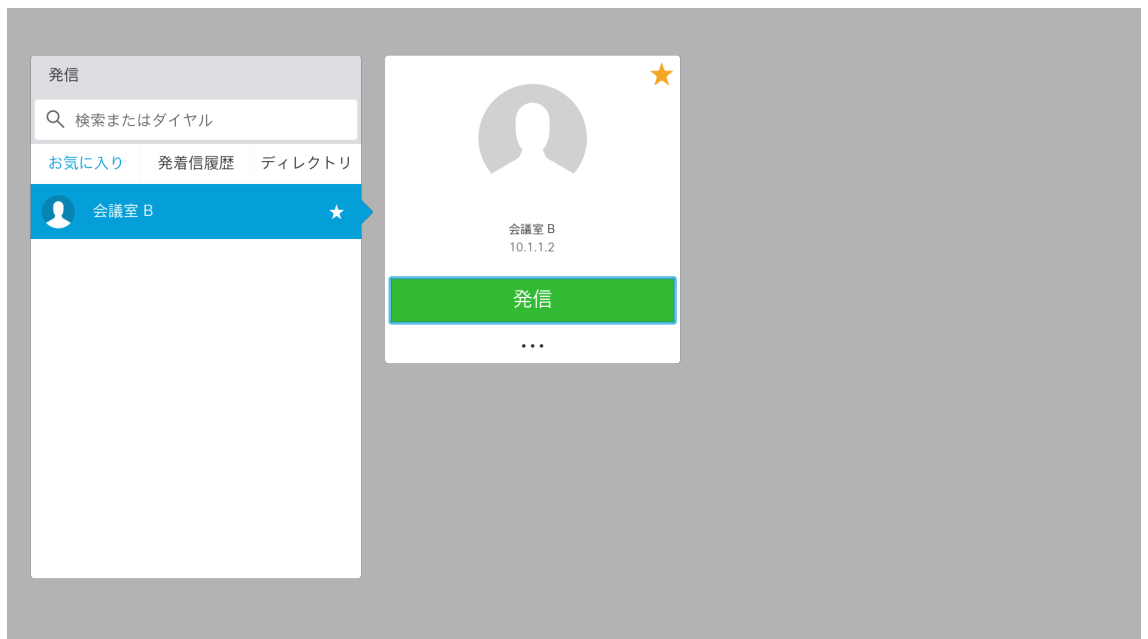 発信
検索またはダイヤル
お気に入り 発着信履歴 ディレクトリ
会議室 B
会議室 B
10.1.1.2
発信
...